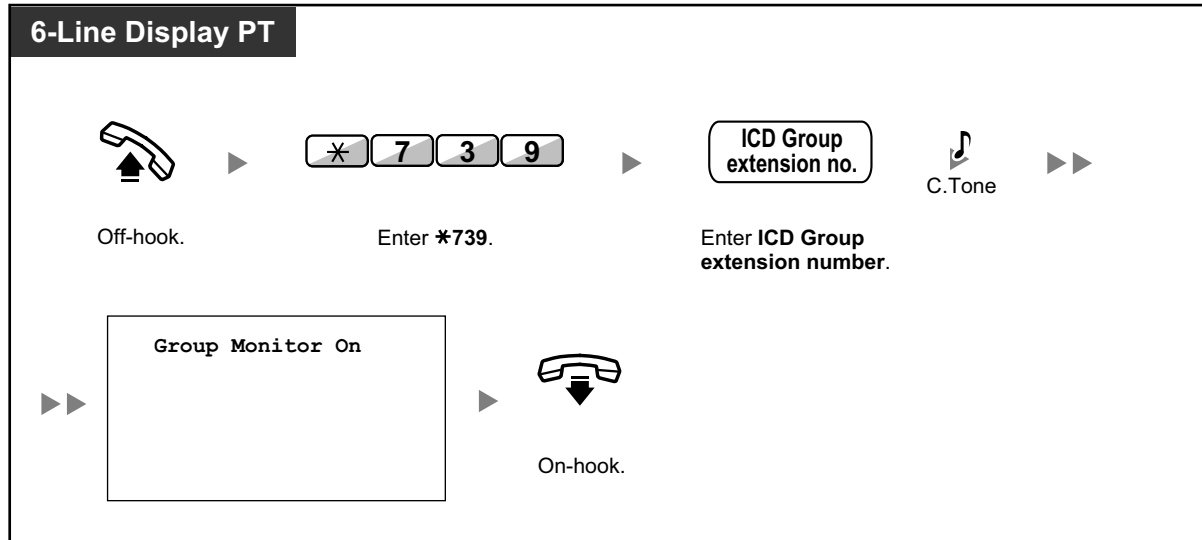 6-Line Display PT
* 7 3 9
ICD Group
extension no.
C.Tone
Off-hook.
Enter *739.
Enter ICD Group
extension number.
Group Monitor On
On-hook.